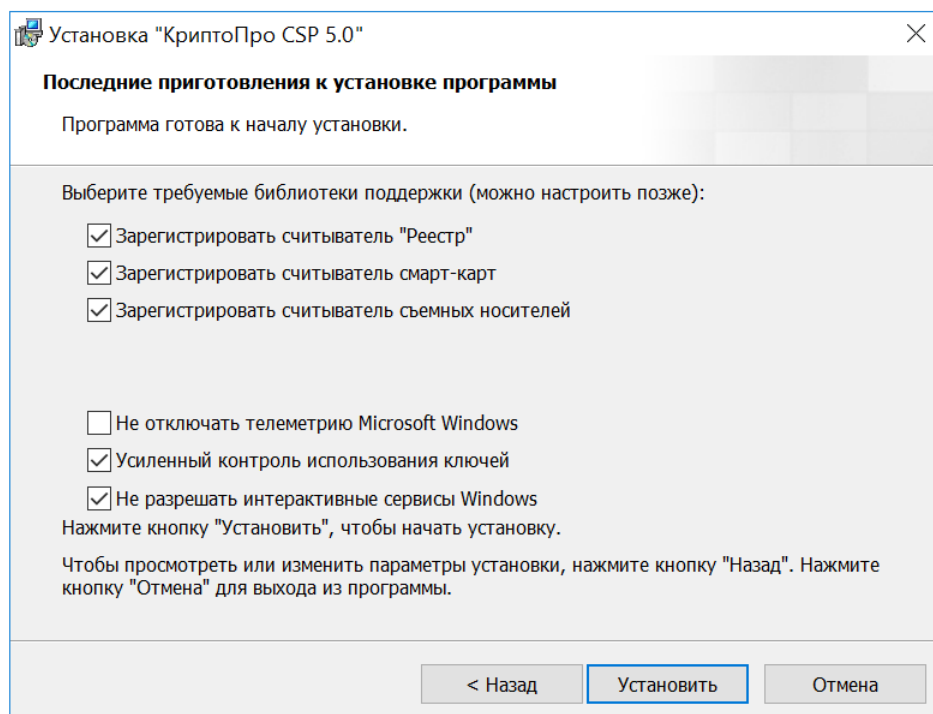 Установка "КриптоПро CSP 5.0"
Последние приготовления к установке программы
Программа готова к началу установки.
Выберите требуемые библиотеки поддержки (можно настроить позже):
Зарегистрировать считыватель "Реестр"
Зарегистрировать считыватель смарт-карт
Зарегистрировать считыватель съемных носителей
Не отключать телеметрию Microsoft Windows
Усиленный контроль использования ключей
Не разрешать интерактивные сервисы Windows
Нажмите кнопку "Установить", чтобы начать установку.
Чтобы просмотреть или изменить параметры установки, нажмите кнопку "Назад". Нажмите
кнопку "Отмена" для выхода из программы.
< Назад
Установить
Отмена